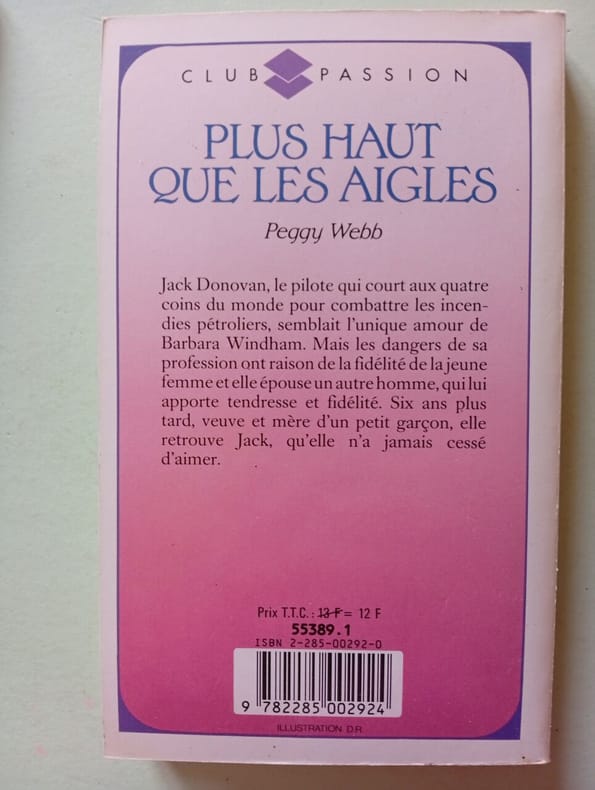 CLUB PASSION
PLUS HAUT
QUE LES AIGLES
Peggy Webb
Jack Donovan, le pilote qui court aux quatre
coins du monde pour combattre les incen-
dies pétroliers, semblait l'unique amour de
Barbara Windham. Mais les dangers de sa
profession ont raison de la fidélité de la jeune
femme et elle épouse un autre homme, qui lui
apporte tendresse et fidélité. Six ans plus
tard, veuve et mère d'un petit garçon, elle
retrouve Jack, qu'elle n'a jamais cessé
d'aimer.
Prix T.T.C. : 13 F = 12 F
55389.1
ISBN 2-285-00292-0
9 782285 002924
ILLUSTRATION D.R